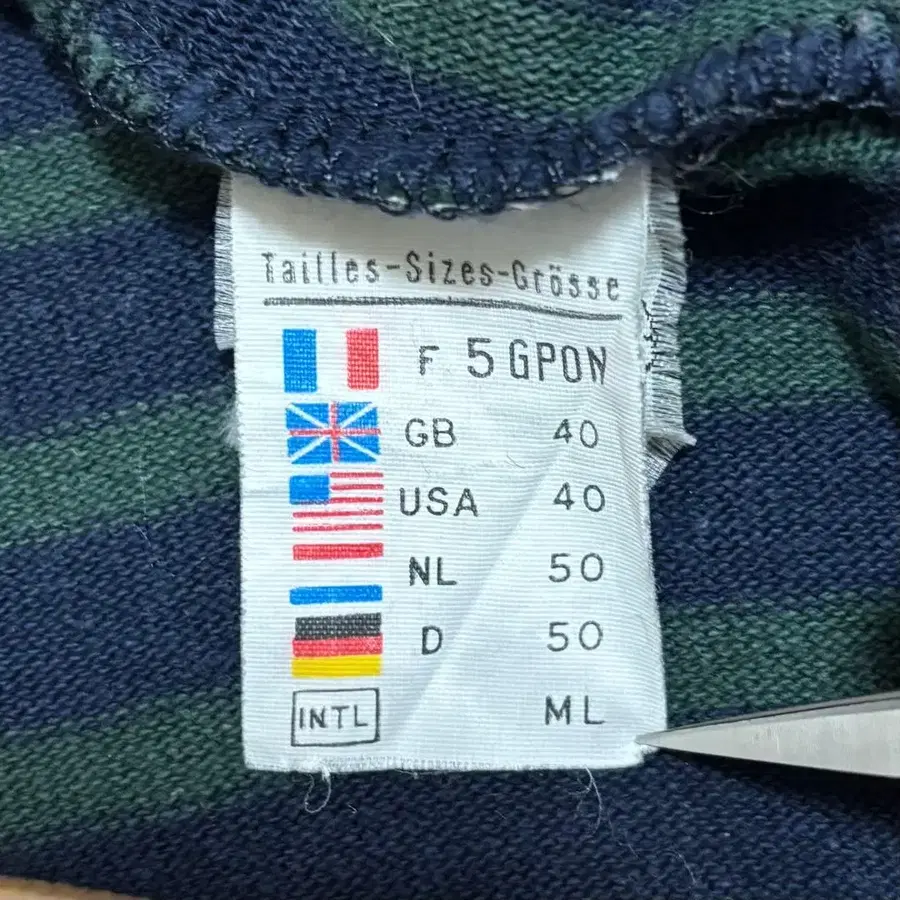 Tailles-Sizes-Grösse
F 5 GPON
GB 40
USA 40
NL 50
D 50
INTL ML